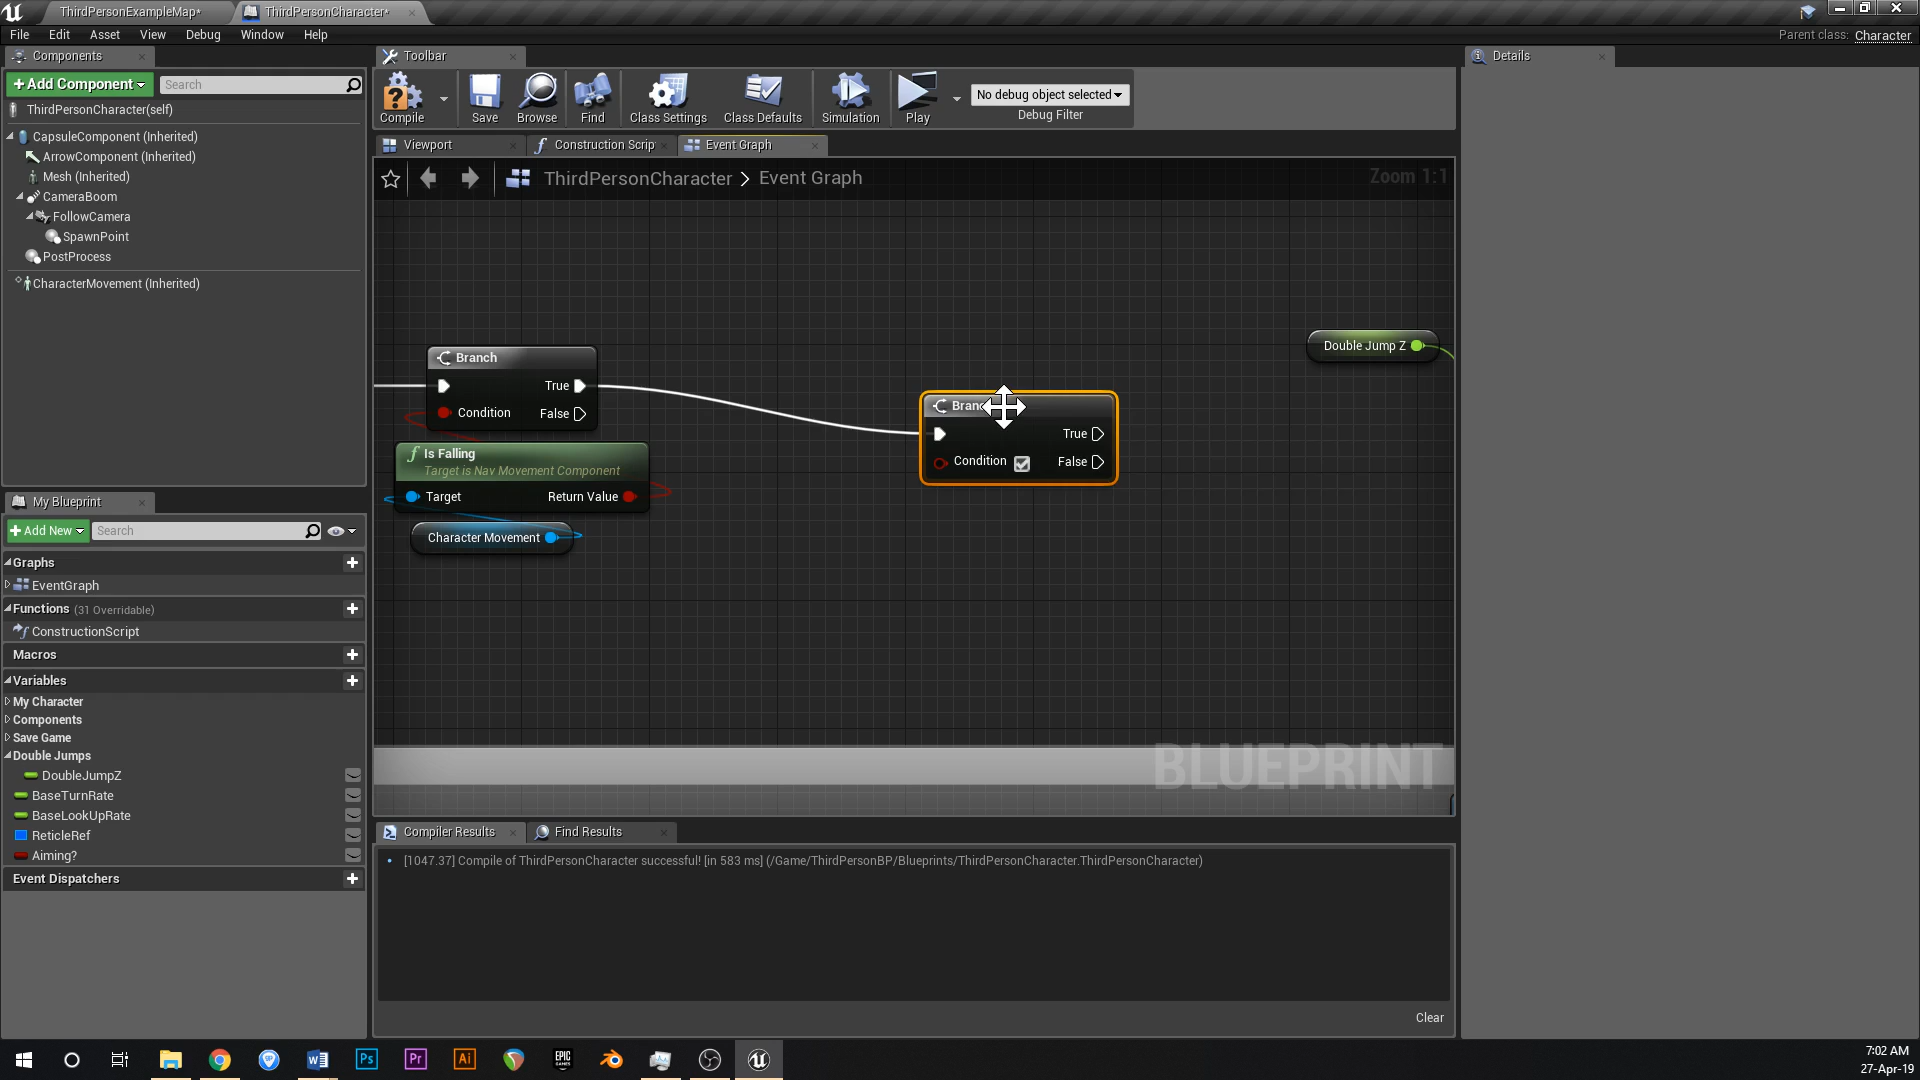 ThirdPersonExampleMap*
ThirdPersonCharacter*
File Edit Asset View Debug Window Help
Parent class: Character
Components
+ Add Component
Search
ThirdPersonCharacter(self)
CapsuleComponent (Inherited)
ArrowComponent (Inherited)
Mesh (Inherited)
CameraBoom
FollowCamera
SpawnPoint
PostProcess
CharacterMovement (Inherited)
Toolbar
Compile
Save
Browse
Find
Class Settings
Class Defaults
Simulation
Play
No debug object selected
Debug Filter
Viewport
Construction Scrip
Event Graph
ThirdPersonCharacter > Event Graph
Zoom 1:1
Branch
True
Condition
False
Is Falling
Target is Nav Movement Component
Target
Return Value
Character Movement
True
Condition
False
Double Jump Z
BLUEPRINT
My Blueprint
+ Add New
Search
Graphs
EventGraph
Functions (31 Overridable)
ConstructionScript
Macros
Variables
My Character
Components
Save Game
Double Jumps
DoubleJumpZ
BaseTurnRate
BaseLookUpRate
ReticleRef
Aiming?
Event Dispatchers
Compiler Results
Find Results
[1047.37] Compile of ThirdPersonCharacter successful! [in 583 ms] (/Game/ThirdPersonBP/Blueprints/ThirdPersonCharacter.ThirdPersonCharacter)
Clear
Details
Ps
Pr
Ai
EPIC
GAMES
7:02 AM
27-Apr-19